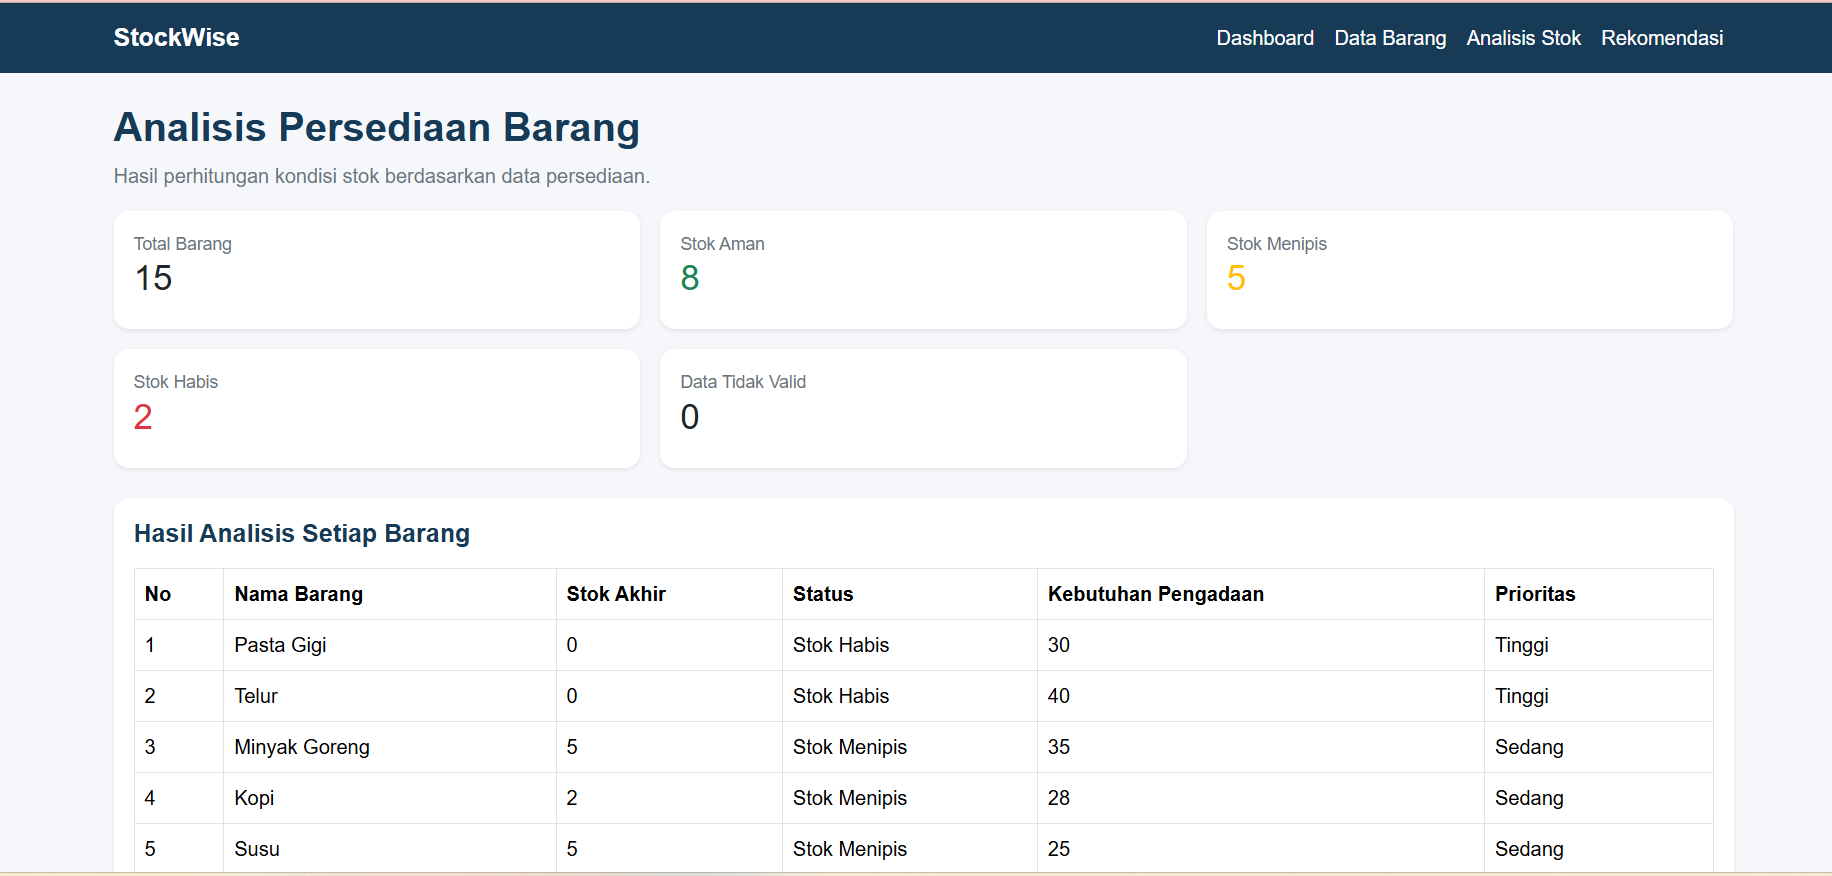 StockWise Dashboard Data Barang Analisis Stok Rekomendasi
Analisis Persediaan Barang
Hasil perhitungan kondisi stok berdasarkan data persediaan.
Total Barang
15
Stok Aman
8
Stok Menipis
5
Stok Habis
2
Data Tidak Valid
0
Hasil Analisis Setiap Barang
No Nama Barang Stok Akhir Status Kebutuhan Pengadaan Prioritas
1 Pasta Gigi 0 Stok Habis 30 Tinggi
2 Telur 0 Stok Habis 40 Tinggi
3 Minyak Goreng 5 Stok Menipis 35 Sedang
4 Kopi 2 Stok Menipis 28 Sedang
5 Susu 5 Stok Menipis 25 Sedang